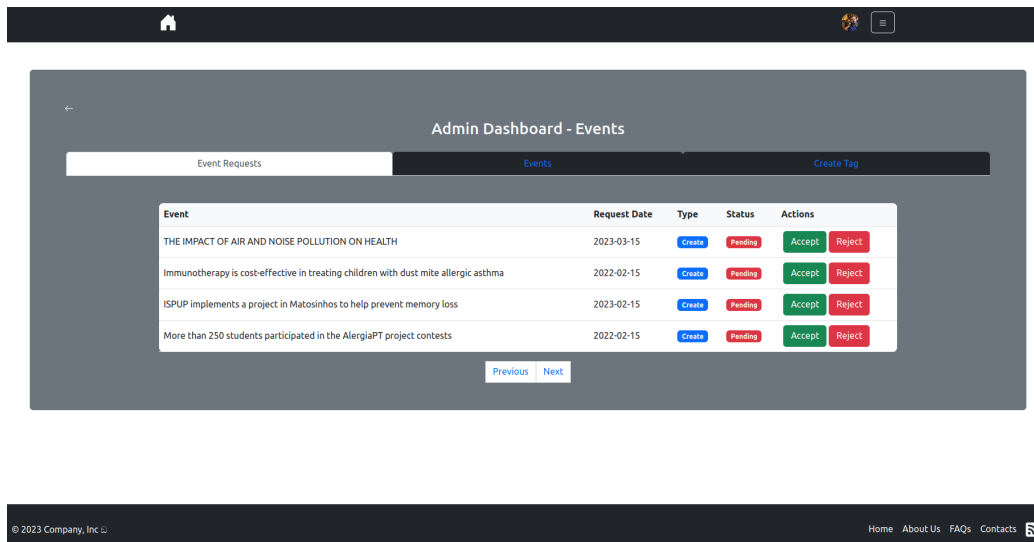 Admin Dashboard - Events
Event Requests Events Create Tag
Event Request Date Type Status Actions
THE IMPACT OF AIR AND NOISE POLLUTION ON HEALTH 2023-03-15 Create Pending Accept Reject
Immunotherapy is cost-effective in treating children with dust mite allergic asthma 2022-02-15 Create Pending Accept Reject
ISPUP implements a project in Matosinhos to help prevent memory loss 2023-02-15 Create Pending Accept Reject
More than 250 students participated in the AlergiaPT project contests 2022-02-15 Create Pending Accept Reject
Previous Next
© 2023 Company, Inc Home About Us FAQs Contacts